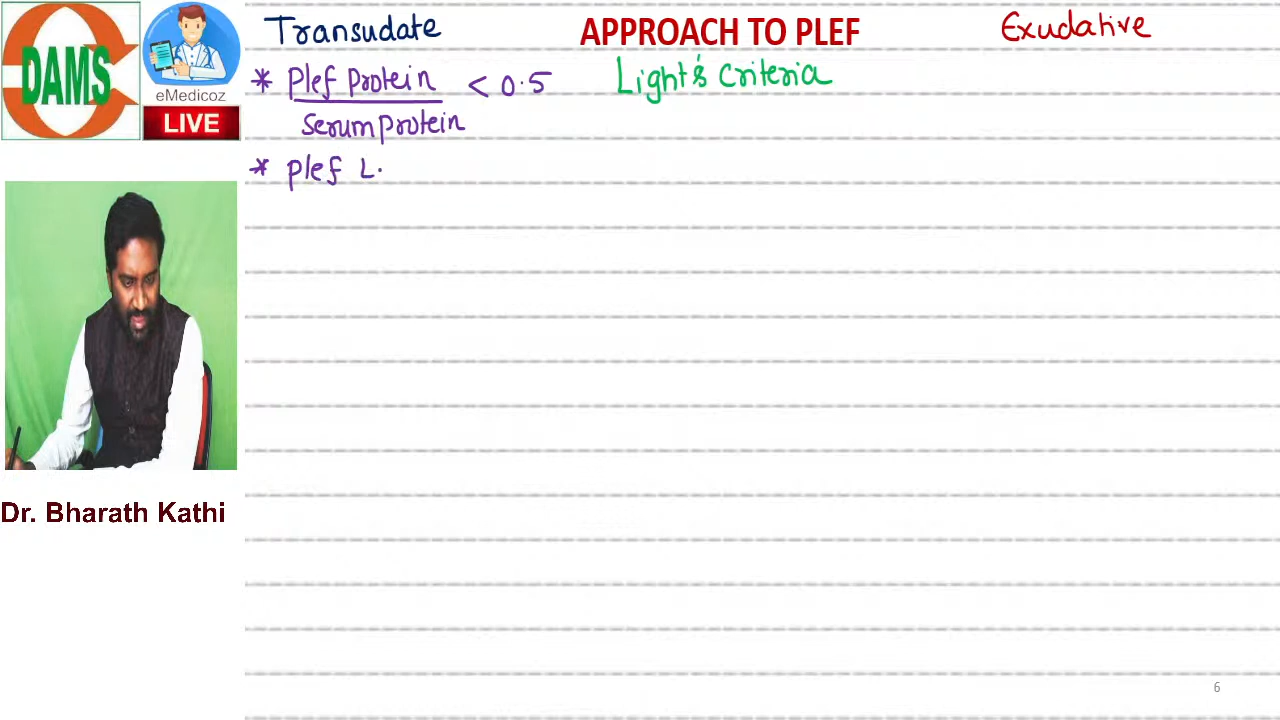 Transudate
APPROACH TO PLEF
Exudative
Light's Criteria
* Plef Protein < 0.5
Serum Protein
* Plef L
DAMS
eMedicoz
LIVE
Dr. Bharath Kathi
6